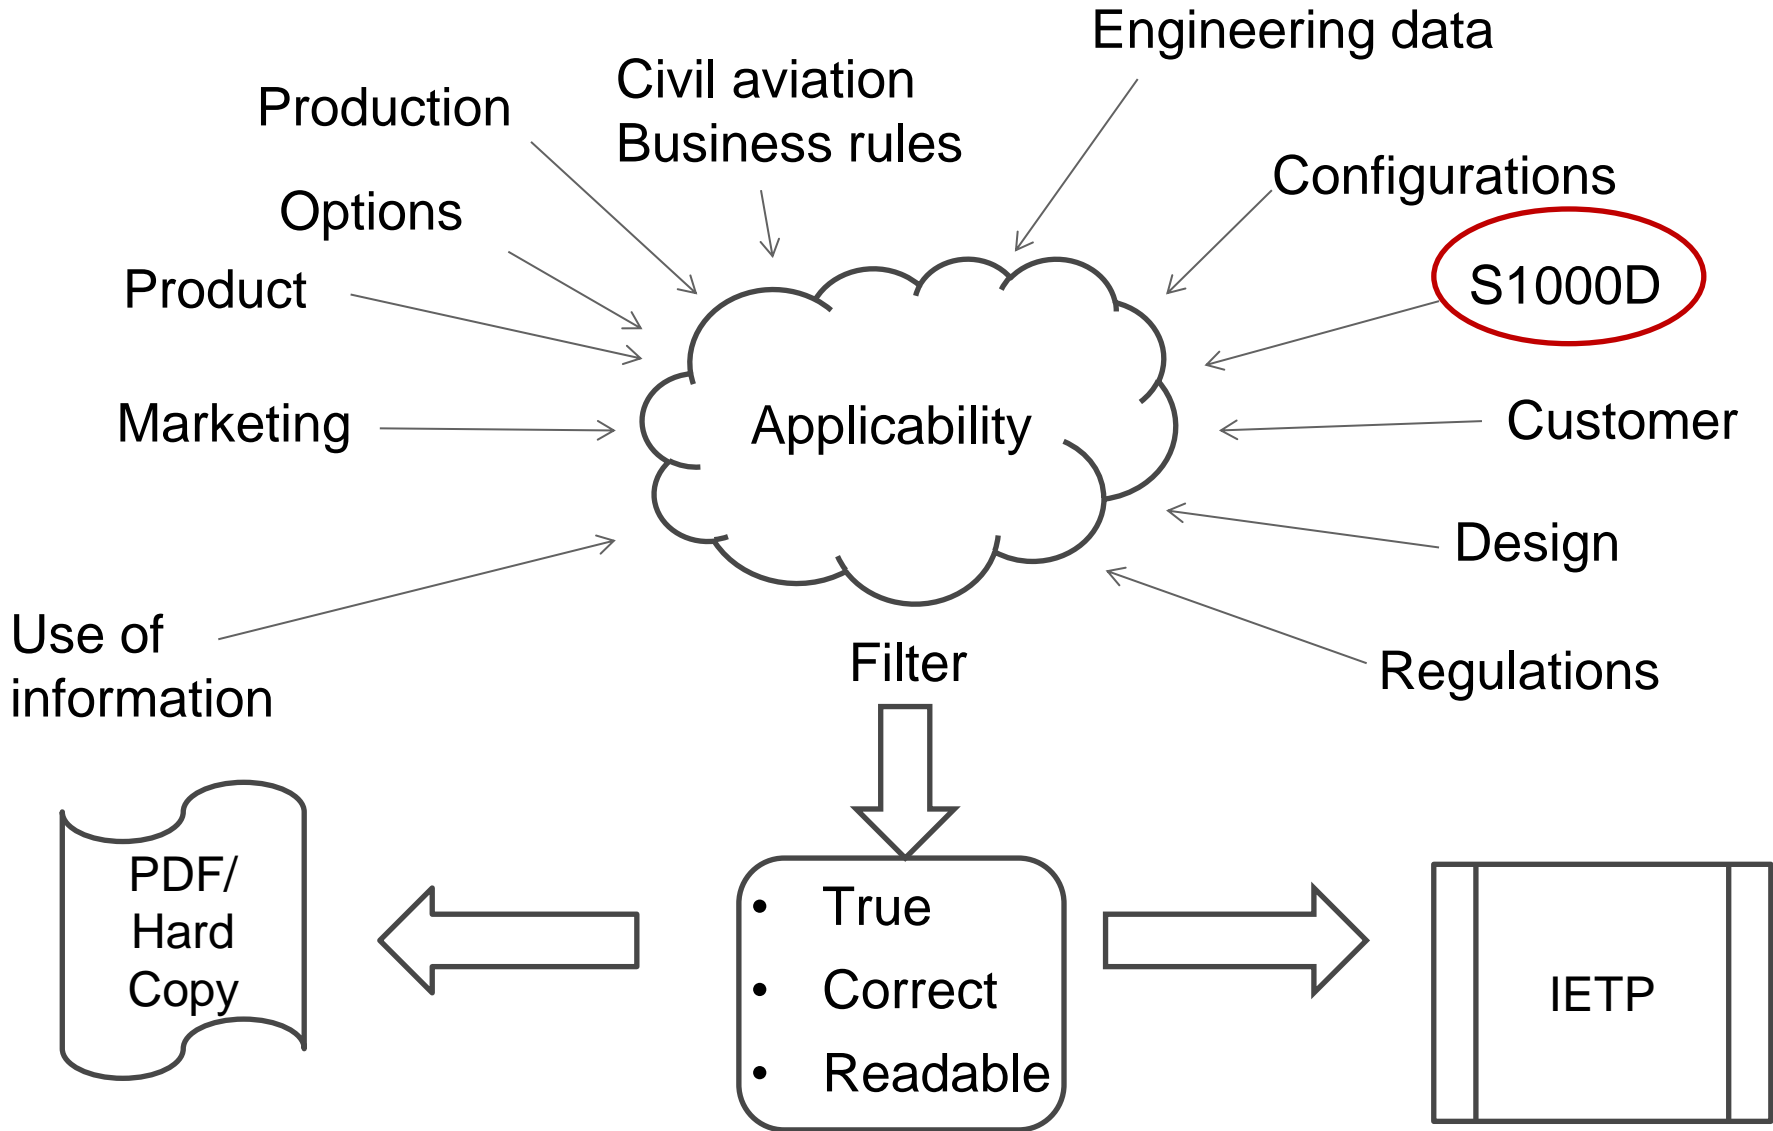 Engineering data
Civil aviation
Business rules
Production
Configurations
Options
S1000D
Product
Applicability
Marketing
Customer
Design
Use of
information
Filter
Regulations
PDF/
Hard
Copy
• True
• Correct
• Readable
IETP